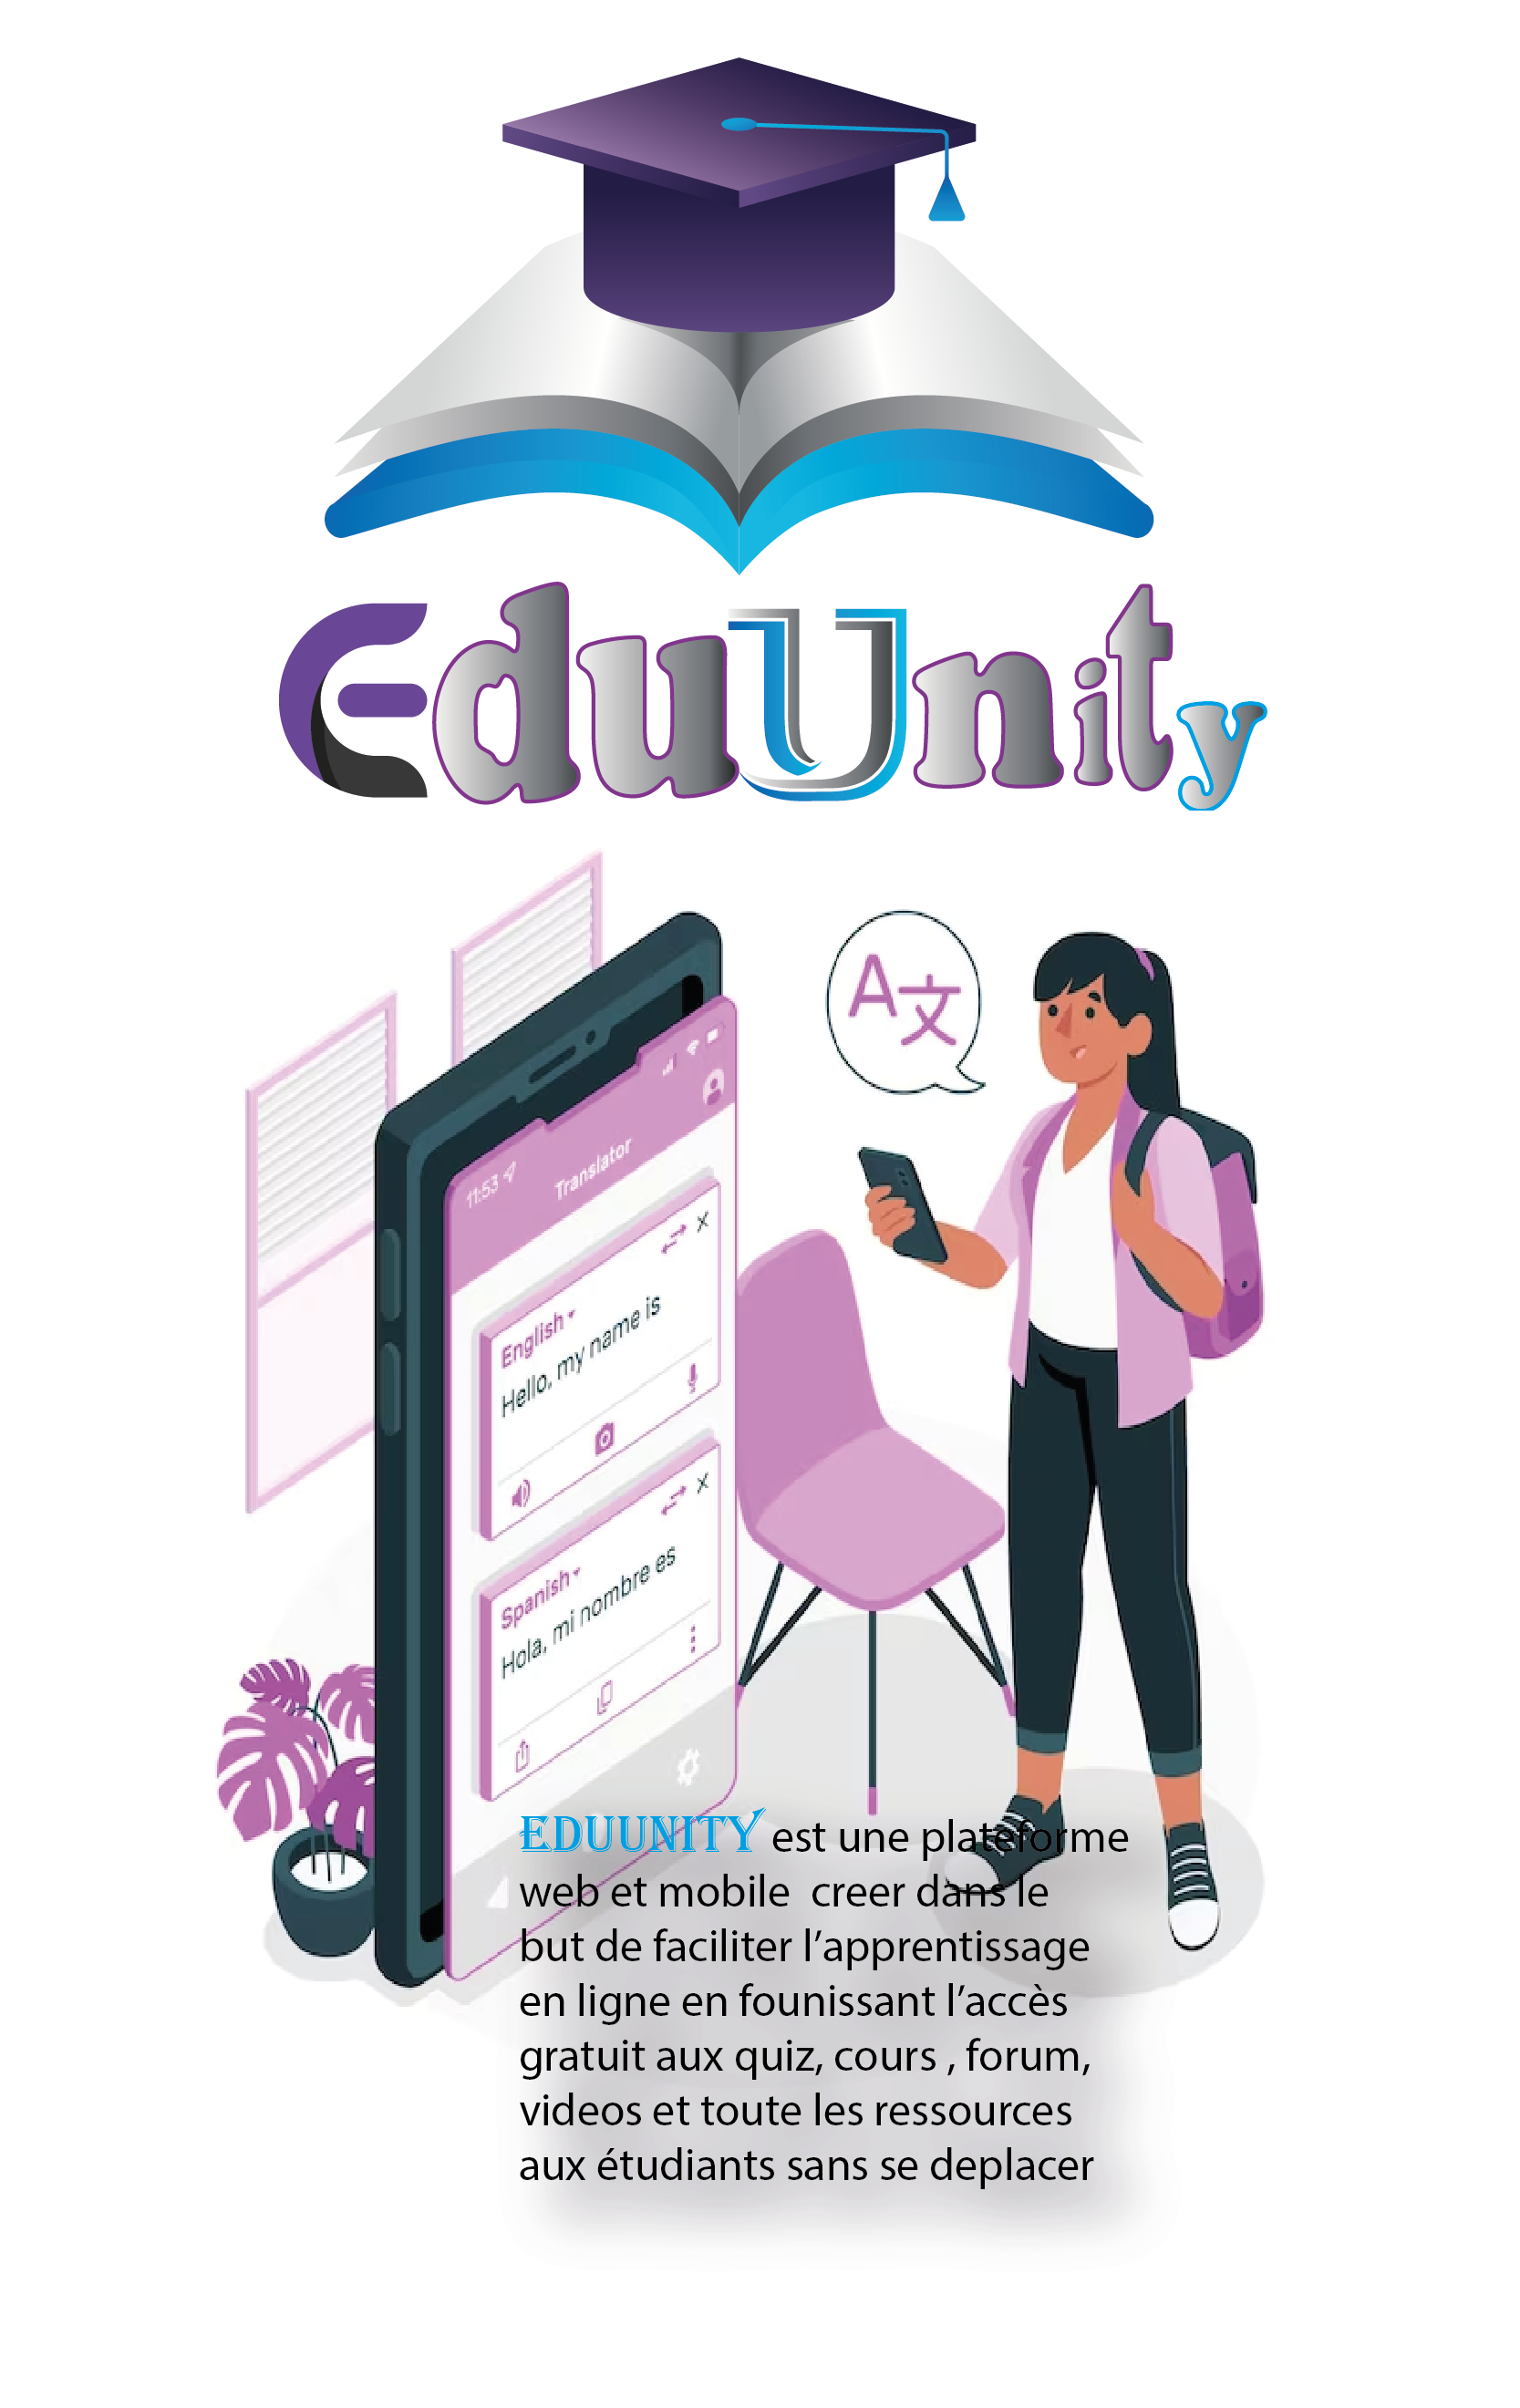 EduUnity
A文
11:53
Translator
English
Hello, my name is
Spanish
Hola, mi nombre es
EDUUNITY est une plateforme
web et mobile creer dans le
but de faciliter l’apprentissage
en ligne en founissant l’accès
gratuit aux quiz, cours , forum,
videos et toute les ressources
aux étudiants sans se deplacer